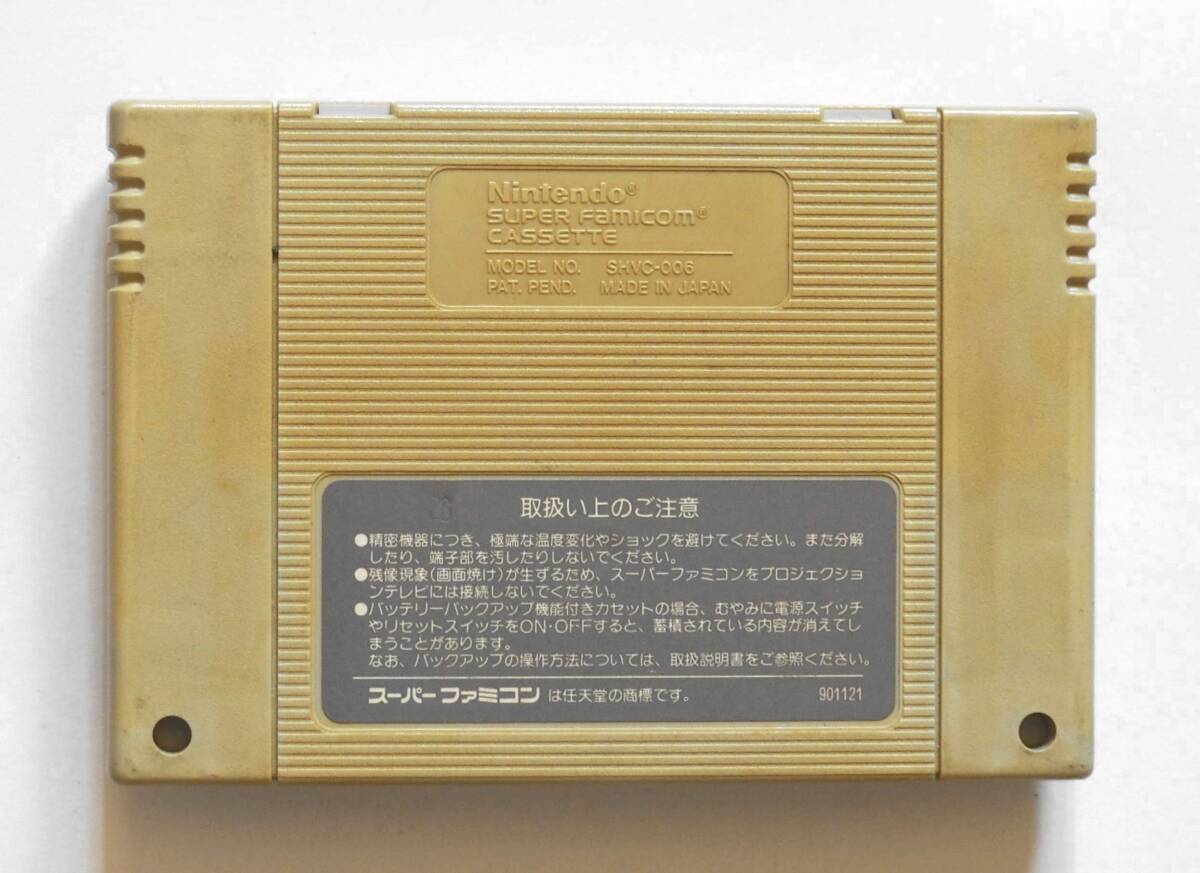 Nintendo®
SUPER FAMICOM®
CASSETTE
MODEL NO. SHVC-006
PAT. PEND. MADE IN JAPAN
取扱い上のご注意
●精密機器につき、極端な温度変化やショックを避けてください。また分解
したり、端子部を汚したりしないでください。
●残像現象(画面焼け)が生ずるため、スーパーファミコンをプロジェクショ
ンテレビには接続しないでください。
●バッテリーバックアップ機能付きカセットの場合、むやみに電源スイッチ
やリセットスイッチをON・OFFすると、蓄積されている内容が消えてし
まうことがあります。
なお、バックアップの操作方法については、取扱説明書をご参照ください。
スーパーファミコン は任天堂の商標です。 901121